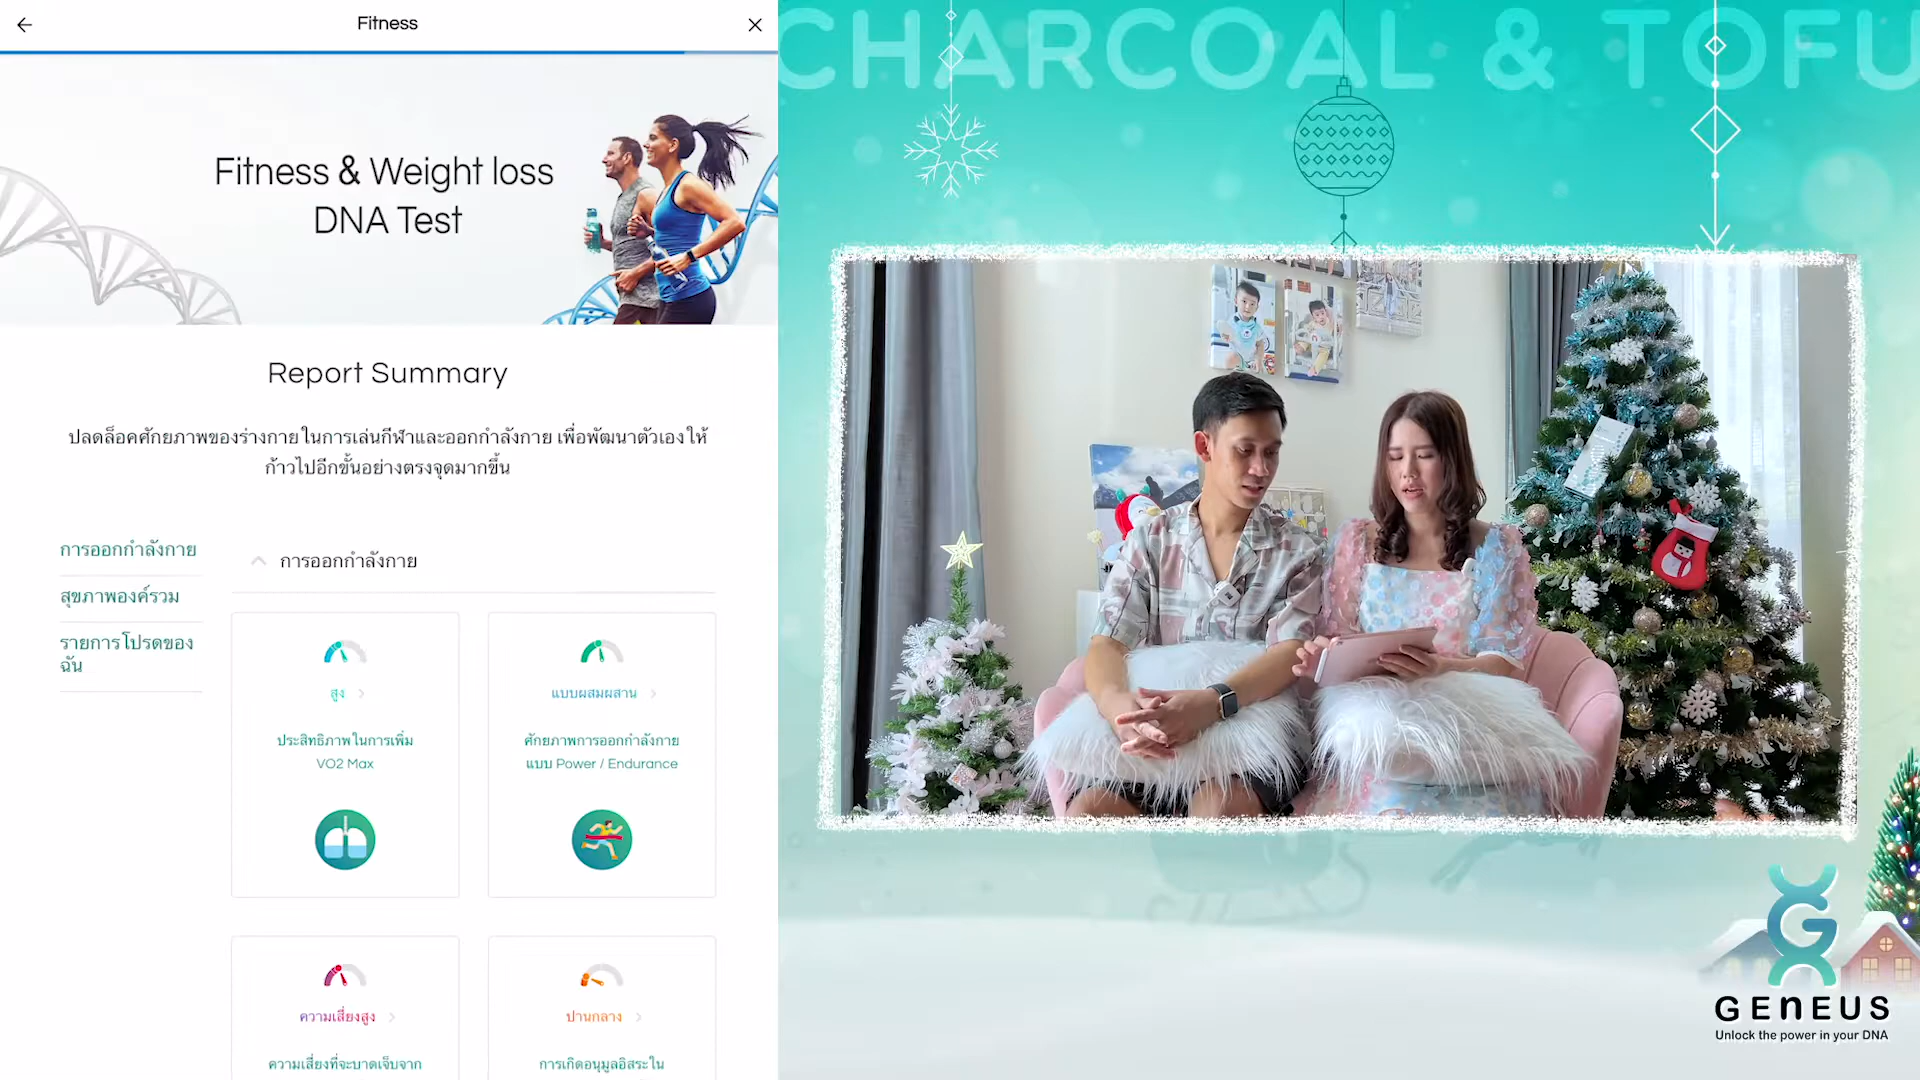 Fitness
Fitness & Weight loss
DNA Test
Report Summary
ปลดล็อคศักยภาพของร่างกายในการเล่นกีฬาและออกกำลังกาย เพื่อพัฒนาตัวเองให้
ก้าวไปอีกขั้นอย่างตรงจุดมากขึ้น
การออกกำลังกาย
สุขภาพองค์รวม
รายการโปรดของ
ฉัน
การออกกำลังกาย
สูง
ประสิทธิภาพในการเพิ่ม
VO2 Max
แบบผสมผสาน
ศักยภาพการออกกำลังกาย
แบบ Power / Endurance
ความเสี่ยงสูง
ความเสี่ยงที่จะบาดเจ็บจาก
ปานกลาง
การเกิดอนุมูลอิสระใน
CHARCOAL & TOFU
GENEUS
Unlock the power in your DNA